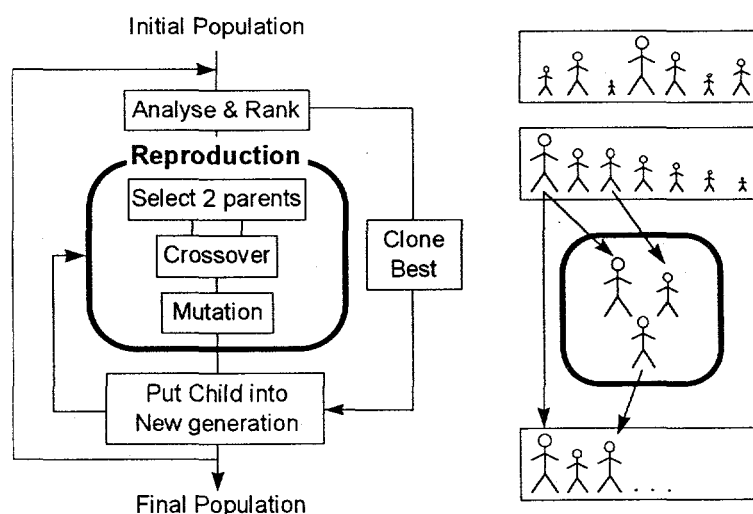 Initial Population
Analyse & Rank
Reproduction
Select 2 parents
Crossover
Mutation
Clone
Best
Put Child into
New generation
Final Population
. . .